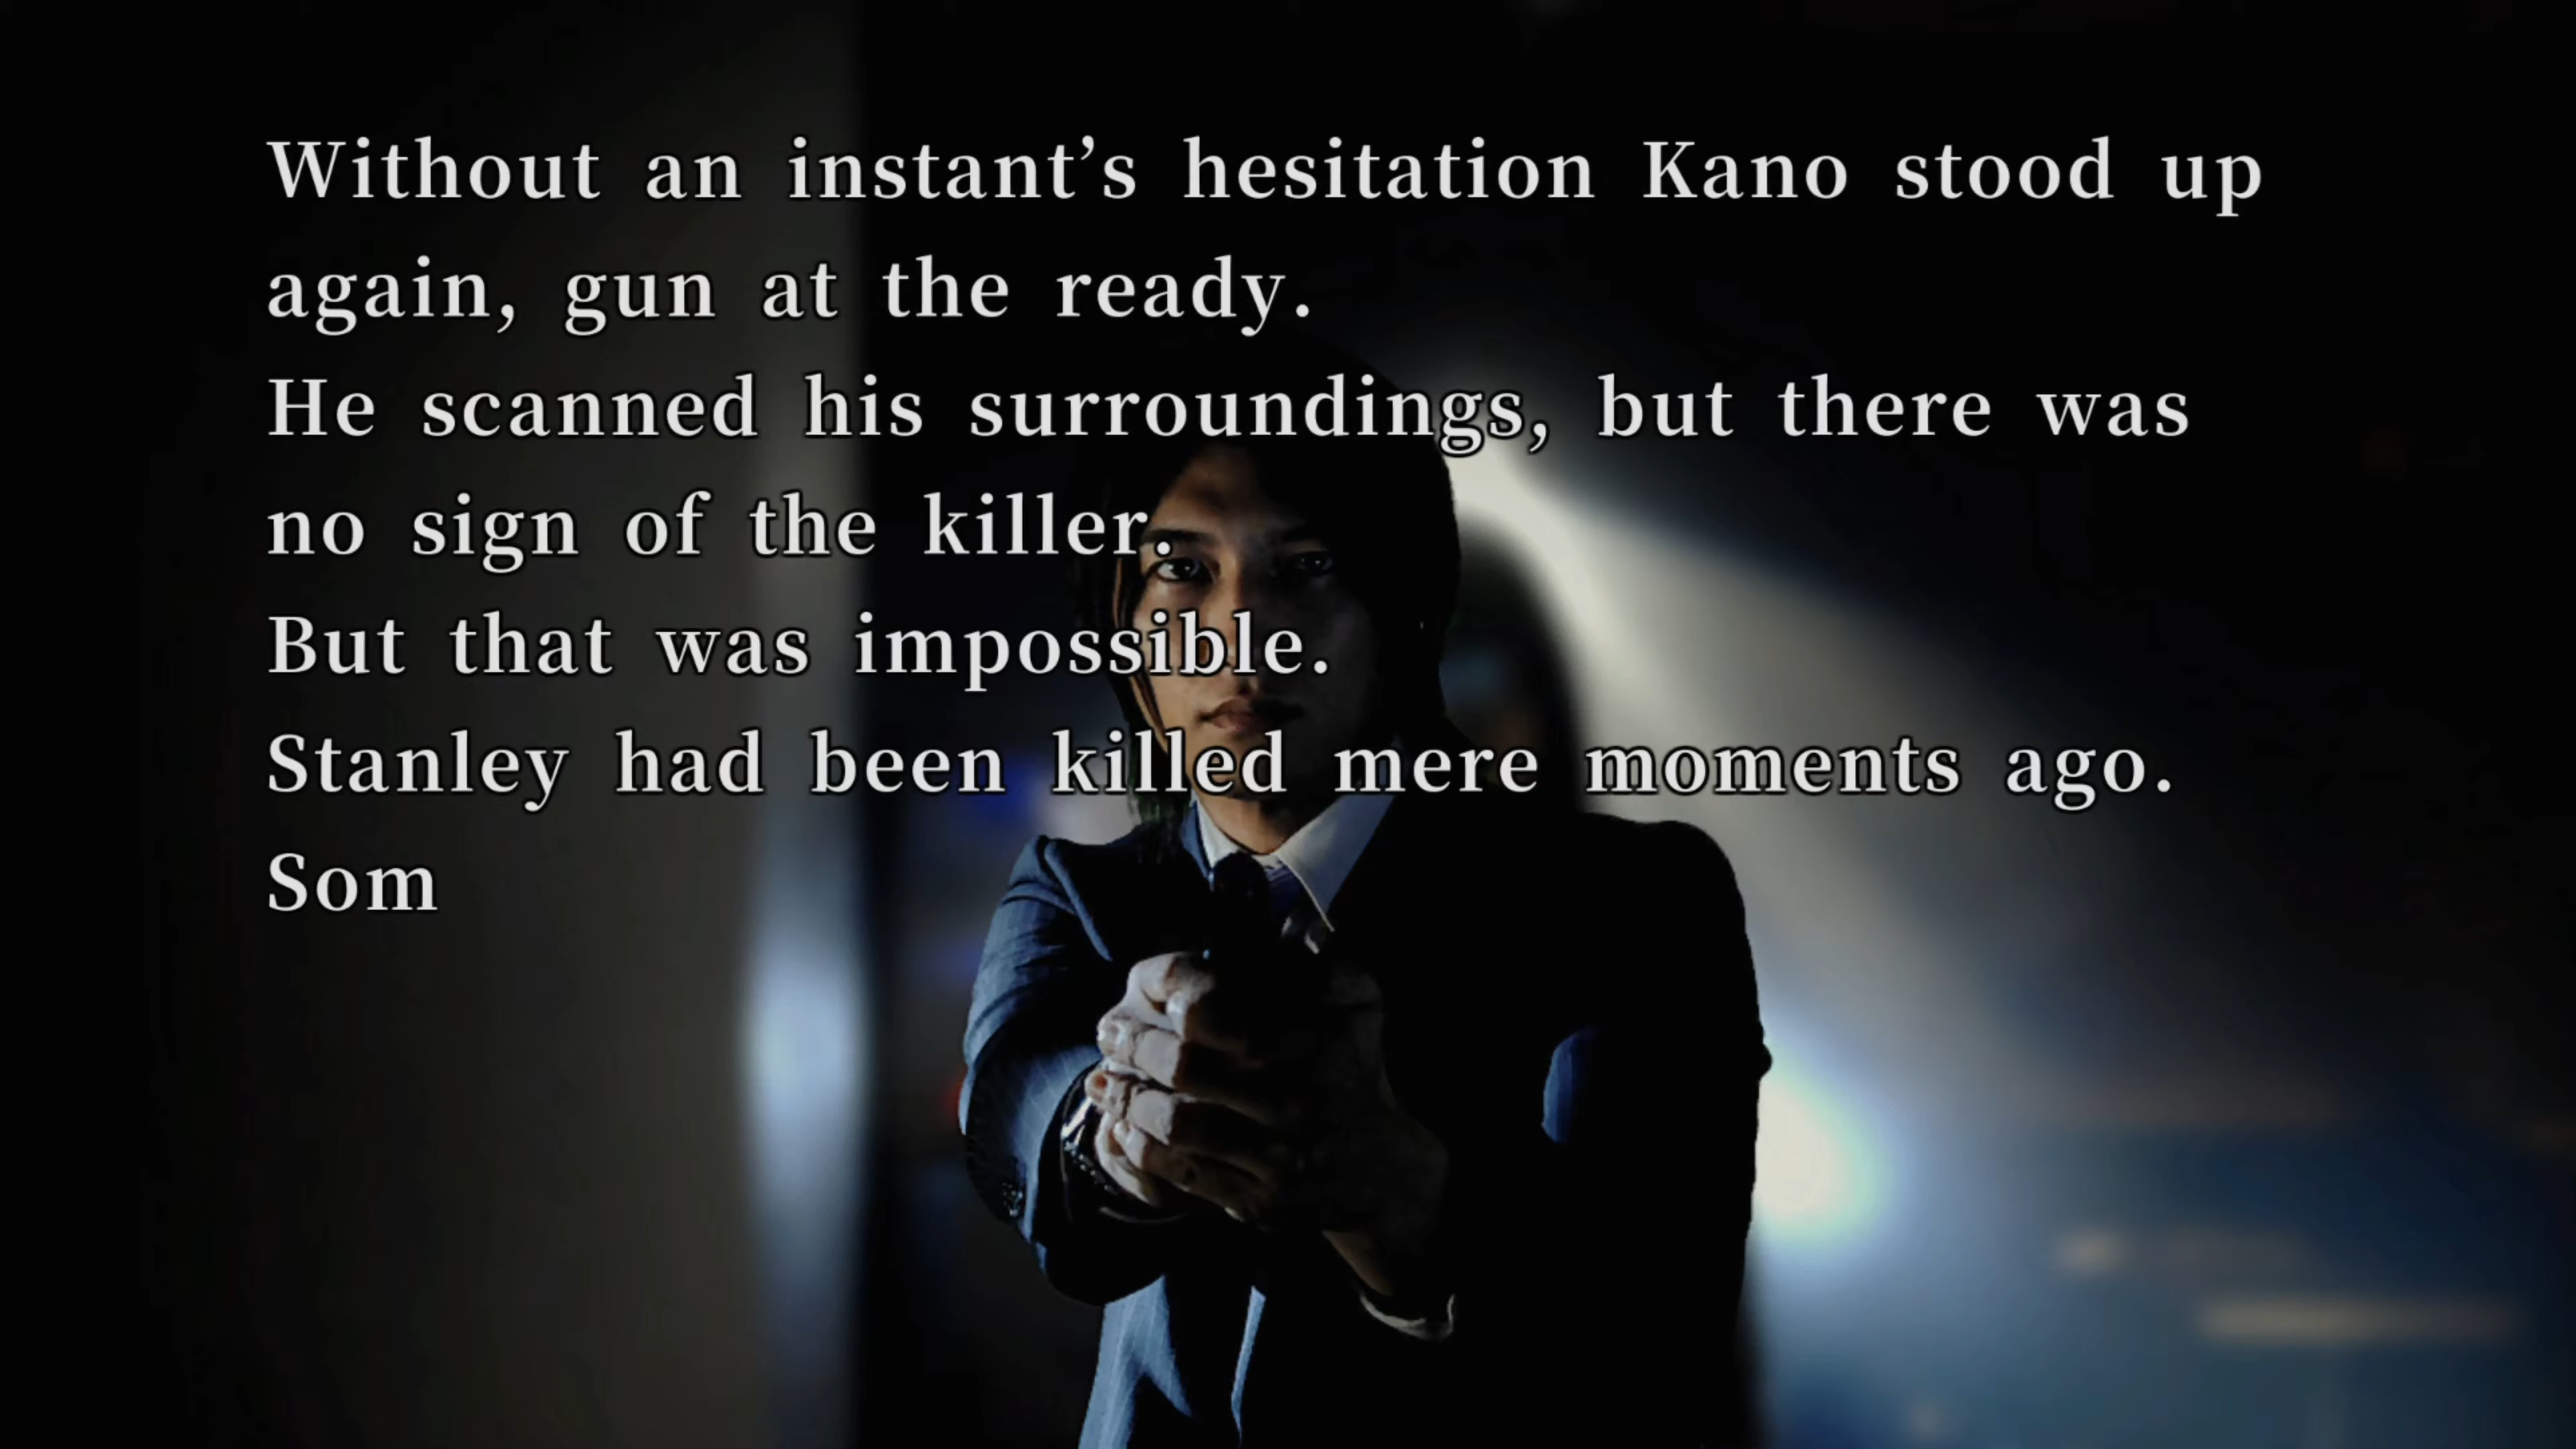 Without an instant’s hesitation Kano stood up
again, gun at the ready.
He scanned his surroundings, but there was
no sign of the killer.
But that was impossible.
Stanley had been killed mere moments ago.
Som